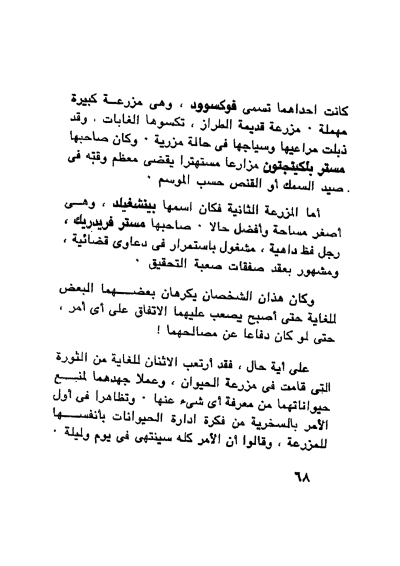 كانت احداهما تسمى فوكسوود ، وهى مزرعـة كبيرة
مهملة · مزرعة قديمة الطراز ، تكسوها الغابات ، وقد
ذبلت مراعيها وسياجها فى حالة مزرية · وكان صاحبها
مستر بلكينجتون مزارعا مستهترا يقضى معظم وقته فى
صيد السمك أو القنص حسب الموسم ·
أما المزرعة الثانية فكان اسمها بينتشفيلد ، وهـى
أصغر مساحة وأفضل حالا · صاحبها مستر فريدريك ،
رجل فظ داهية ، مشغول باستمرار فى دعاوى قضائية ،
ومشهور بعقد صفقات صعبة التحقيق ·
وكان هذان الشخصان يكرهان بعضـــهما البعض
للغاية حتى أصبح يصعب عليهما الاتفاق على أى أمر ،
حتى لو كان دفاعا عن مصالحهما !
على أية حال ، فقد أرتعب الاثنان للغاية من الثورة
التى قامت فى مزرعة الحيوان ، وعملا جهدهما لمنـــع
حيواناتهما من معرفة أى شىء عنها · وتظاهرا فى أول
الأمر بالسخرية من فكرة ادارة الحيوانات بأنفســـها
للمزرعة ، وقالوا أن الأمر كله سينتهى فى يوم وليلة ·
٦٨